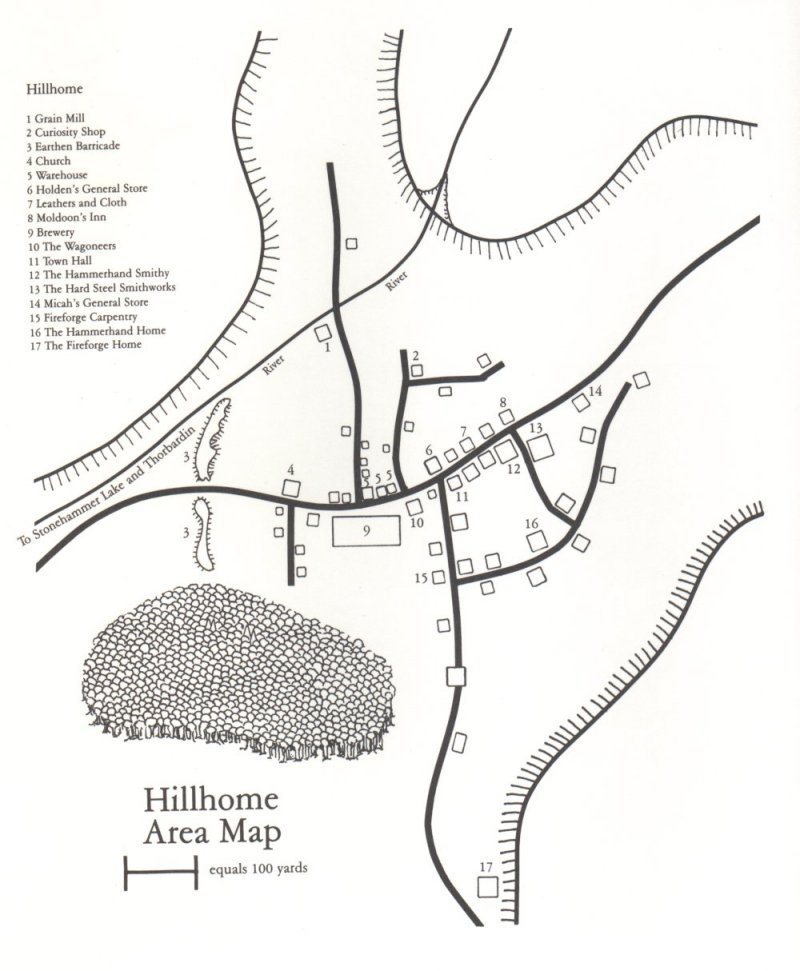 Hillhome
1 Grain Mill
2 Curiosity Shop
3 Earthen Barricade
4 Church
5 Warehouse
6 Holden's General Store
7 Leathers and Cloth
8 Moldoon's Inn
9 Brewery
10 The Wagoneers
11 Town Hall
12 The Hammerhand Smithy
13 The Hard Steel Smithworks
14 Micah's General Store
15 Fireforge Carpentry
16 The Hammerhand Home
17 The Fireforge Home
River
1
River
2
14
8
7
13
6
12
3
To Stonehammer Lake and Thorbardin
4
5 5 5
11
10
9
3
16
15
Hillhome
Area Map
equals 100 yards
17